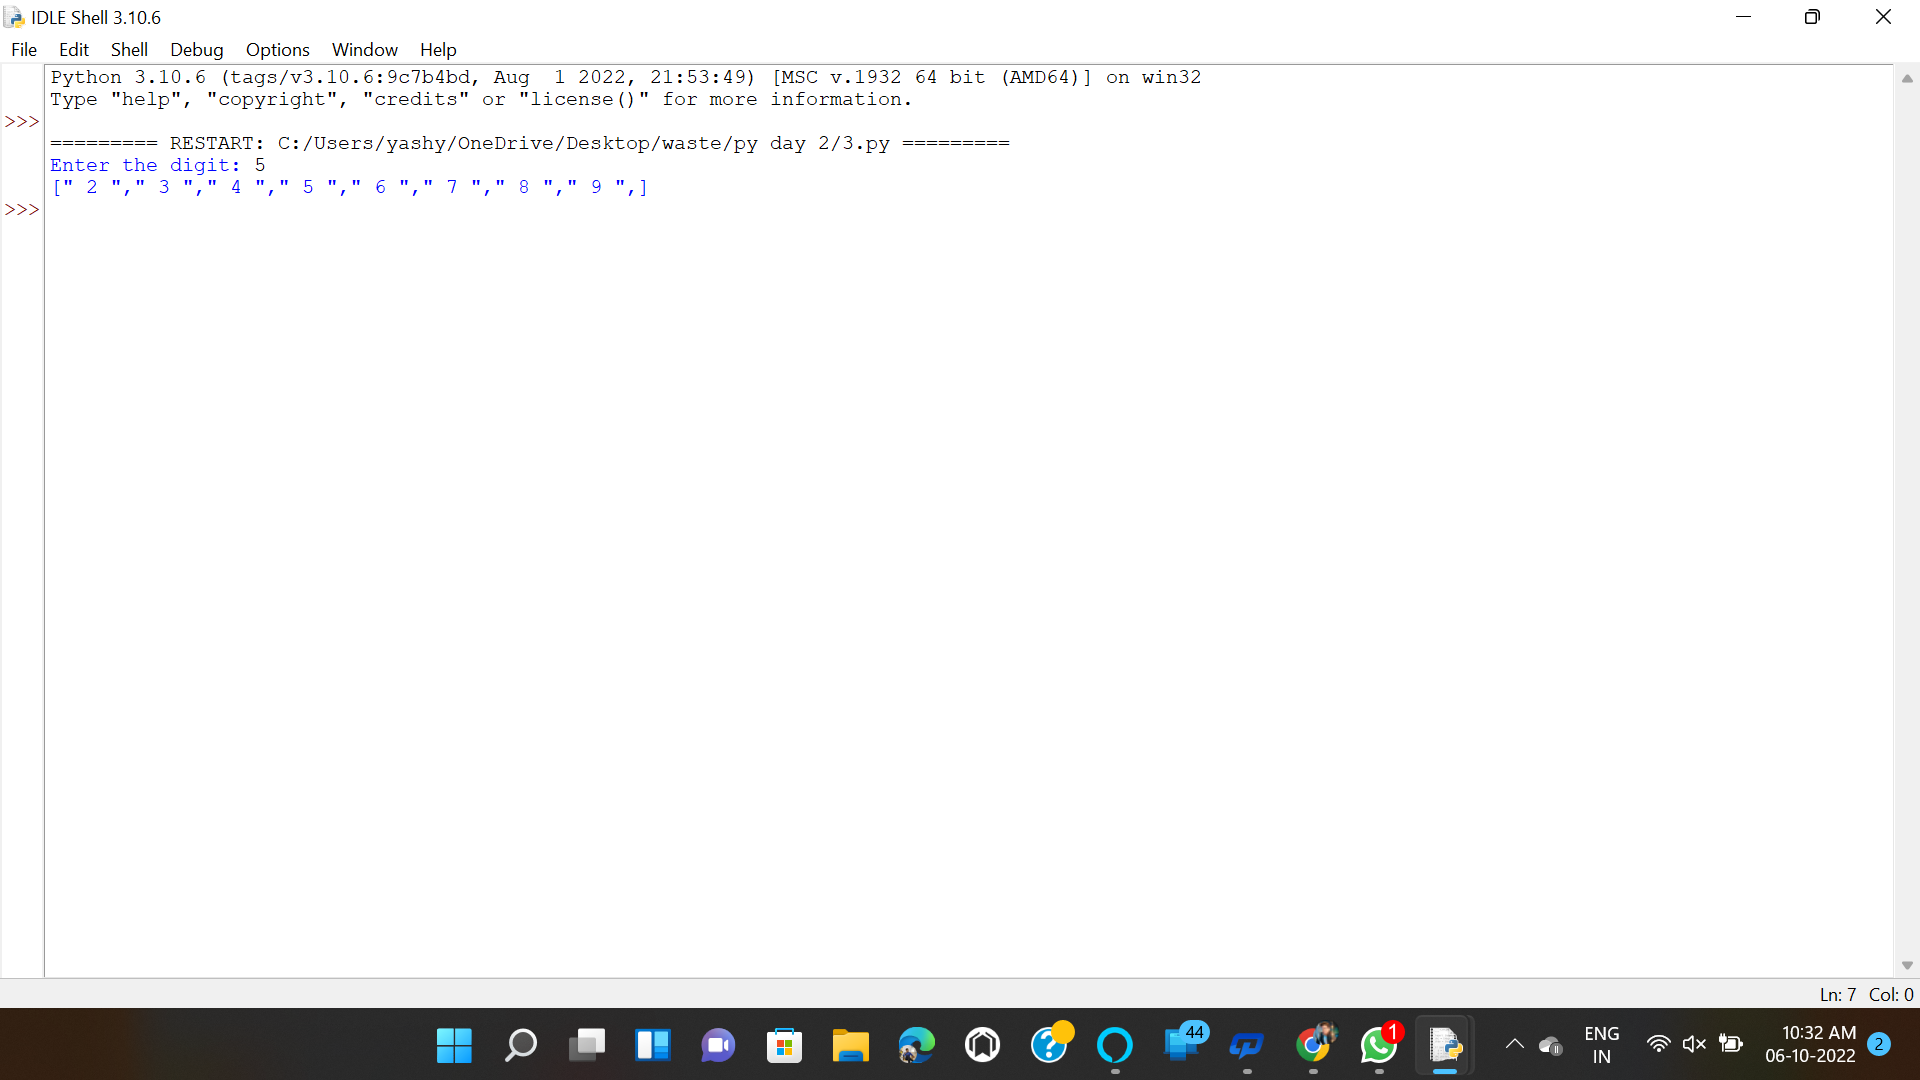 IDLE Shell 3.10.6
File Edit Shell Debug Options Window Help
Python 3.10.6 (tags/v3.10.6:9c7b4bd, Aug  1 2022, 21:53:49) [MSC v.1932 64 bit (AMD64)] on win32
Type "help", "copyright", "credits" or "license()" for more information.
>>>
========= RESTART: C:/Users/yashy/OneDrive/Desktop/waste/py day 2/3.py =========
Enter the digit: 5
[" 2 "," 3 "," 4 "," 5 "," 6 "," 7 "," 8 "," 9 ",]
>>>
Ln: 7 Col: 0
44
1
ENG
IN
10:32 AM
06-10-2022
2